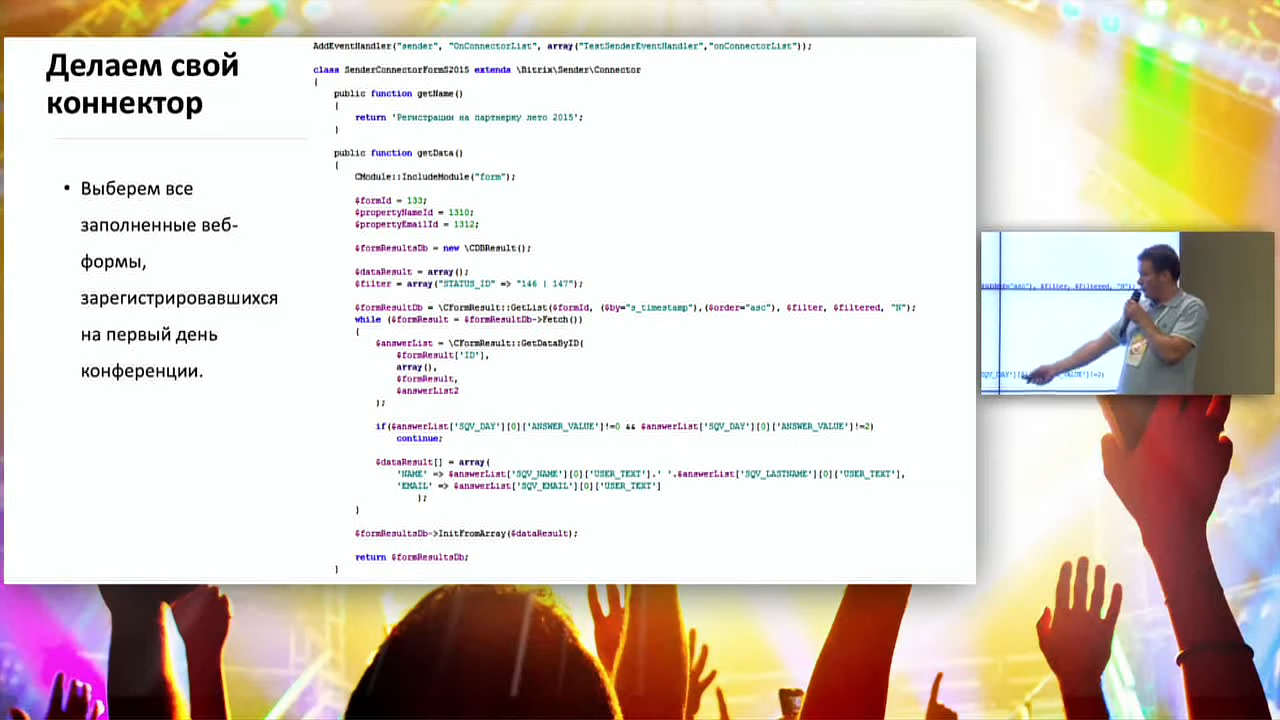 Делаем свой
коннектор
• Выберем все
заполненные веб-
формы,
зарегистрировавшихся
на первый день
конференции.
AddEventHandler("sender", "OnConnectorList", array("TestSenderEventHandler","onConnectorList"));
class SenderConnectorFormS2015 extends \Bitrix\Sender\Connector
{
public function getName()
{
return 'Регистрации на партнерку лето 2015';
}
public function getData()
{
CModule::IncludeModule("form");
$formId = 133;
$propertyNameId = 1310;
$propertyEmailId = 1312;
$formResultsDb = new \CDBResult();
$dataResult = array();
$filter = array("STATUS_ID" => "146 | 147");
$formResultDb = \CFormResult::GetList($formId, ($by="s_timestamp"),($order="asc"), $filter, $filtered, "N");
while ($formResult = $formResultDb->Fetch())
{
$answerList = \CFormResult::GetDataByID(
$formResult['ID'],
array(),
$formResult,
$answerList2
);
if($answerList['SQV_DAY'][0]['ANSWER_VALUE']!=0 && $answerList['SQV_DAY'][0]['ANSWER_VALUE']!=2)
continue;
$dataResult[] = array(
'NAME' => $answerList['SQV_NAME'][0]['USER_TEXT'].' '.$answerList['SQV_LASTNAME'][0]['USER_TEXT'],
'EMAIL' => $answerList['SQV_EMAIL'][0]['USER_TEXT']
);
}
$formResultsDb->InitFromArray($dataResult);
return $formResultsDb;
}
="asc"), $filter, $filtered, "N");